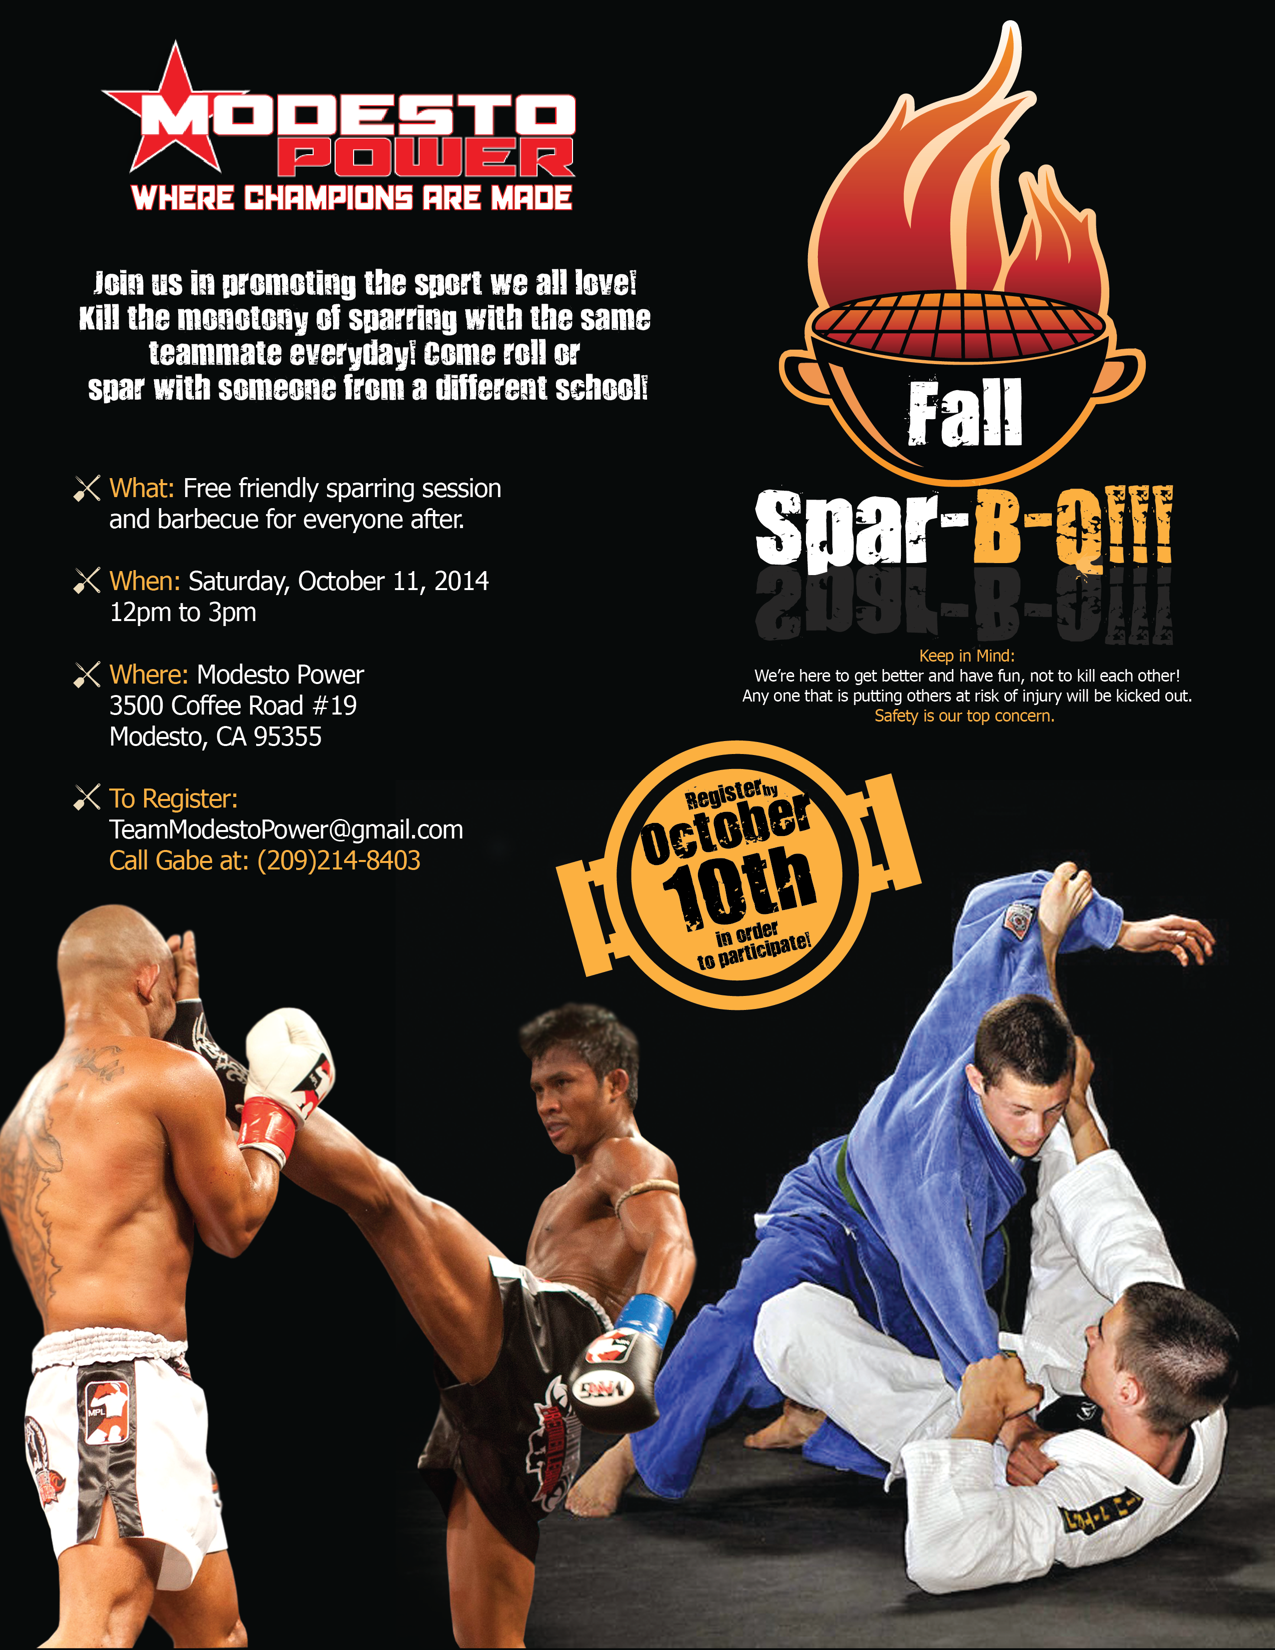 MODESTO
POWER
WHERE CHAMPIONS ARE MADE
Join us in promoting the sport we all love!
Kill the monotony of sparring with the same
teammate everyday! Come roll or
spar with someone from a different school!
What: Free friendly sparring session
and barbecue for everyone after.
When: Saturday, October 11, 2014
12pm to 3pm
Where: Modesto Power
3500 Coffee Road #19
Modesto, CA 95355
To Register:
TeamModestoPower@gmail.com
Call Gabe at: (209)214-8403
Fall
Spar-B-Q!!!
Keep in Mind:
We're here to get better and have fun, not to kill each other!
Any one that is putting others at risk of injury will be kicked out.
Safety is our top concern.
Register by
October
10th
in order
to participate!
MPL